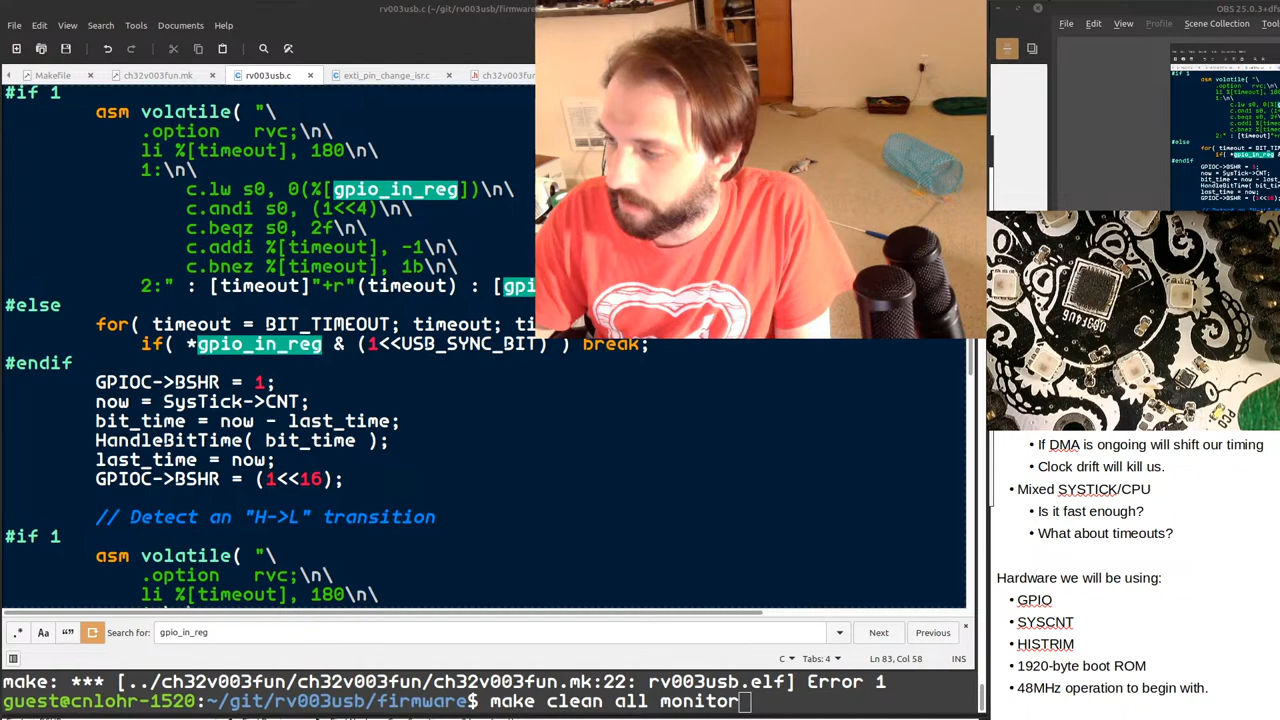 rv003usb.c (~/git/rv003usb/firmware
OBS 25.0.3+dfs
File Edit View Search Tools Documents Help
File Edit View Profile Scene Collection Tools
Makefile ch32v003fun.mk rv003usb.c exti_pin_change_isr.c ch32v003fun
#if 1
asm volatile( "\
.option rvc;\n\
li %[timeout], 180\n\
1:\n\
c.lw s0, 0(%[gpio_in_reg])\n\
c.andi s0, (1<<4)\n\
c.beqz s0, 2f\n\
c.addi %[timeout], -1\n\
c.bnez %[timeout], 1b\n\
2:" : [timeout]"+r"(timeout) : [gpio
#else
for( timeout = BIT_TIMEOUT; timeout; ti
if( *gpio_in_reg & (1<<USB_SYNC_BIT) ) break;
#endif
GPIOC->BSHR = 1;
now = SysTick->CNT;
bit_time = now - last_time;
HandleBitTime( bit_time );
last_time = now;
GPIOC->BSHR = (1<<16);
// Detect an "H->L" transition
#if 1
asm volatile( "\
.option rvc;\n\
li %[timeout], 180\n\
Search for: gpio_in_reg Next Previous
C Tabs: 4 Ln 83, Col 58 INS
make: *** [../ch32v003fun/ch32v003fun/ch32v003fun.mk:22: rv003usb.elf] Error 1
guest@cnlohr-1520:~/git/rv003usb/firmware$ make clean all monitor
• If DMA is ongoing will shift our timing
• Clock drift will kill us.
• Mixed SYSTICK/CPU
• Is it fast enough?
• What about timeouts?
Hardware we will be using:
• GPIO
• SYSCNT
• HISTRIM
• 1920-byte boot ROM
• 48MHz operation to begin with.